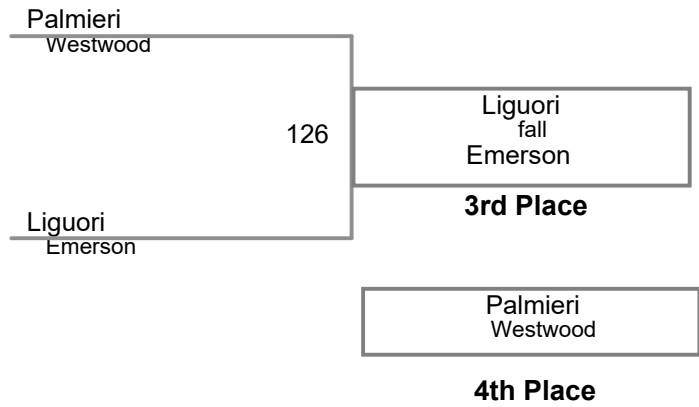 Palmieri
Westwood
126
Liguori
fall
Emerson
3rd Place
Liguori
Emerson
Palmieri
Westwood
4th Place